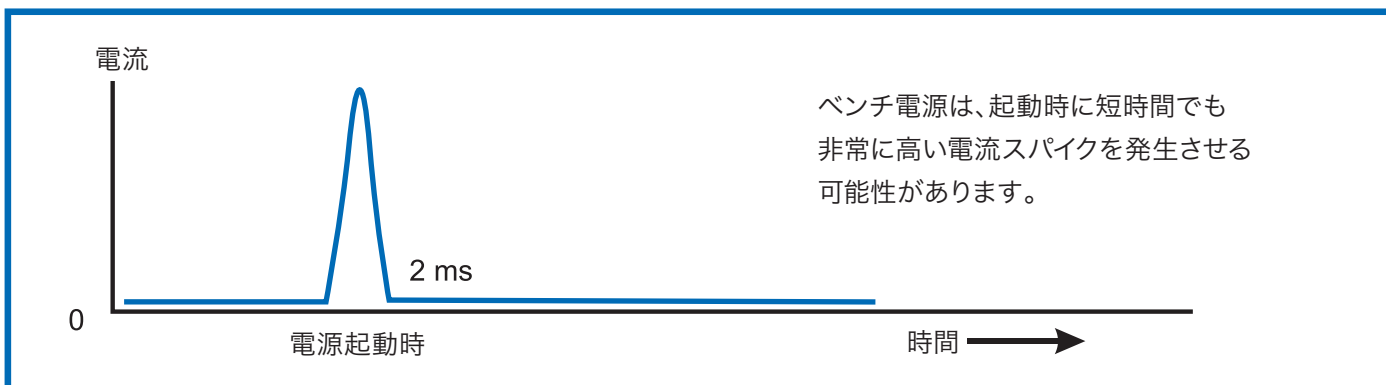 電流
ベンチ電源は、起動時に短時間でも
非常に高い電流スパイクを発生させる
可能性があります。
2 ms
0
電源起動時
時間